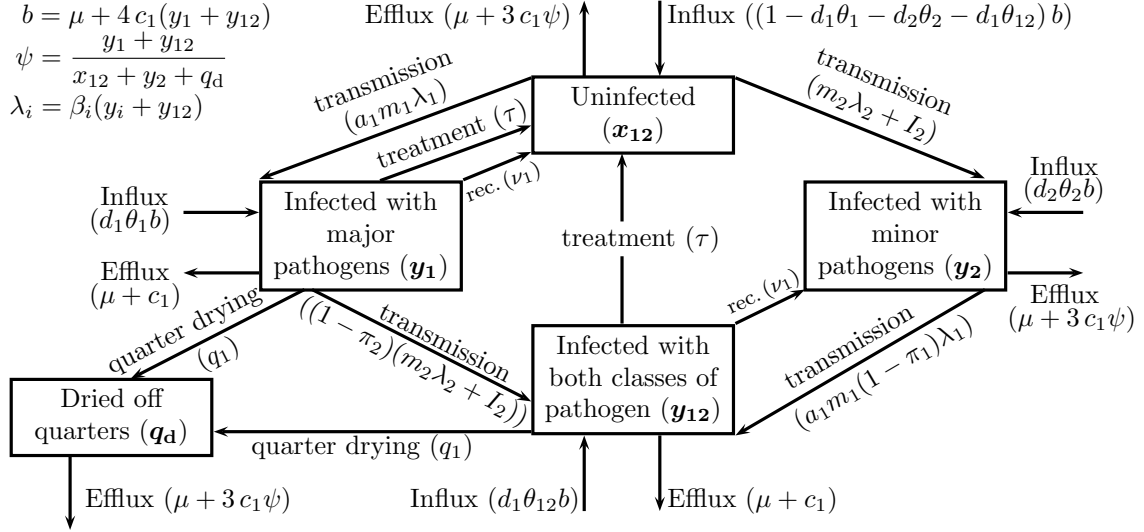 b = μ + 4 c₁(y₁ + y₁₂)
ψ = (y₁ + y₁₂) / (x₁₂ + y₂ + q_d)
λᵢ = βᵢ(yᵢ + y₁₂)
Efflux (μ + 3 c₁ψ)
Influx ((1 − d₁θ₁ − d₂θ₂ − d₁θ₁₂) b)
transmission
(a₁m₁λ₁)
treatment (τ)
rec. (ν₁)
Uninfected
(x₁₂)
transmission
(m₂λ₂ + I₂)
Influx
(d₁θ₁b)
Efflux
(μ + c₁)
Infected with
major
pathogens (y₁)
treatment (τ)
Infected with
minor
pathogens (y₂)
Influx
(d₂θ₂b)
Efflux
(μ + 3 c₁ψ)
quarter drying
(q₁)
transmission
((1 − π₂)(m₂λ₂ + I₂))
rec. (ν₁)
transmission
(a₁m₁(1 − π₁)λ₁)
Dried off
quarters (q_d)
Infected with
both classes of
pathogen (y₁₂)
quarter drying (q₁)
Efflux (μ + 3 c₁ψ)
Influx (d₁θ₁₂b)
Efflux (μ + c₁)